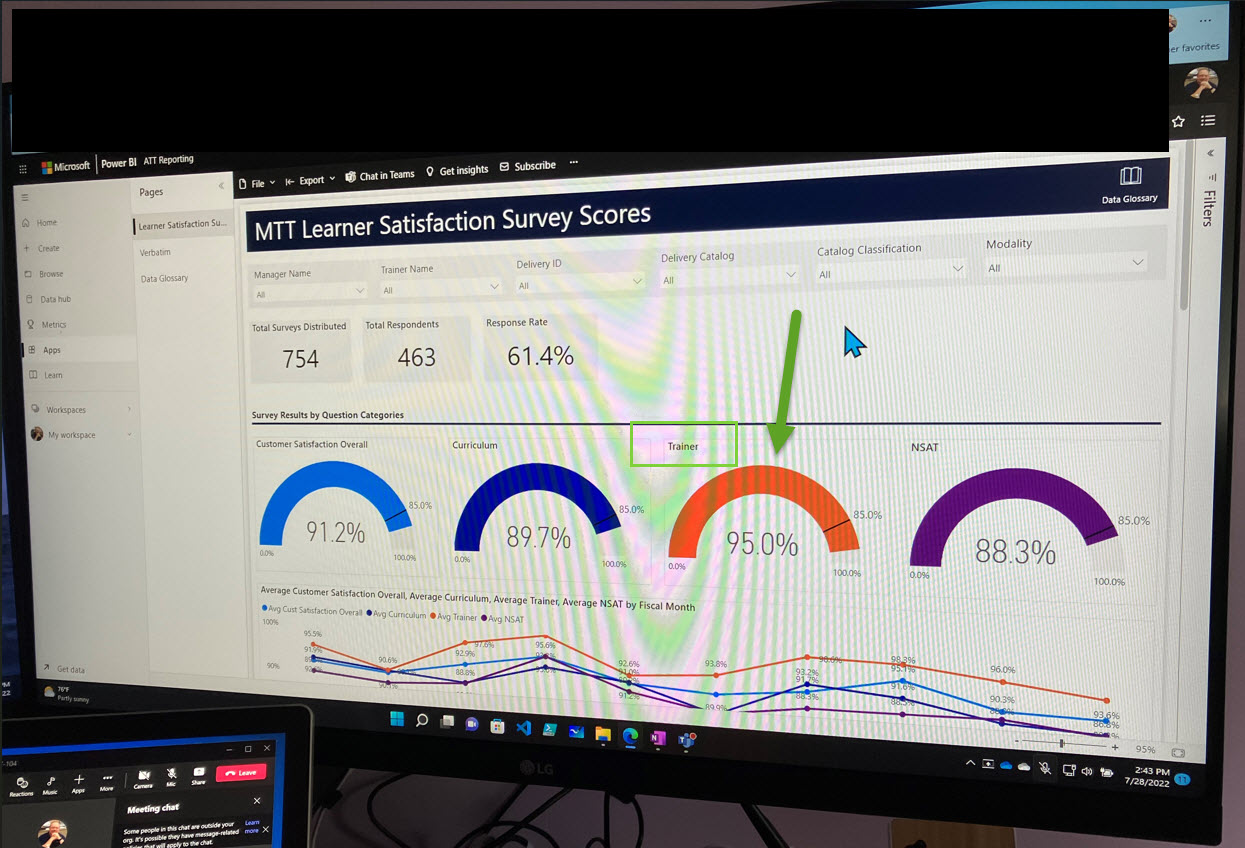 er favorites
Microsoft Power BI ATT Reporting
File Export Chat in Teams Get insights Subscribe
Pages
Home
Create
Browse
Data hub
Metrics
Apps
Learn
Workspaces
My workspace
Get data
Learner Satisfaction Su...
Verbatim
Data Glossary
MTT Learner Satisfaction Survey Scores
Data Glossary
Filters
Manager Name
All
Trainer Name
All
Delivery ID
All
Delivery Catalog
All
Catalog Classification
All
Modality
All
Total Surveys Distributed
754
Total Respondents
463
Response Rate
61.4%
Survey Results by Question Categories
Customer Satisfaction Overall
85.0%
91.2%
0.0%
100.0%
Curriculum
85.0%
89.7%
0.0%
100.0%
Trainer
85.0%
95.0%
0.0%
100.0%
NSAT
85.0%
88.3%
0.0%
100.0%
Average Customer Satisfaction Overall, Average Curriculum, Average Trainer, Average NSAT by Fiscal Month
Avg Cust Satisfaction Overall Avg Curriculum Avg Trainer Avg NSAT
100%
90%
95.5%
90.6%
97.6%
92.9%
88.8%
95.6%
92.6%
91.2%
93.8%
89.9%
98.6%
93.2%
88.3%
98.3%
91.6%
96.0%
90.3%
93.6%
95%
76°F
Partly sunny
2:43 PM
7/28/2022
11
LG
-104
Reactions Music Apps More Camera Mic Share Leave
Meeting chat
Some people in this chat are outside your
org. It's possible they have message-related
policies that will apply to the chat.
Learn
more